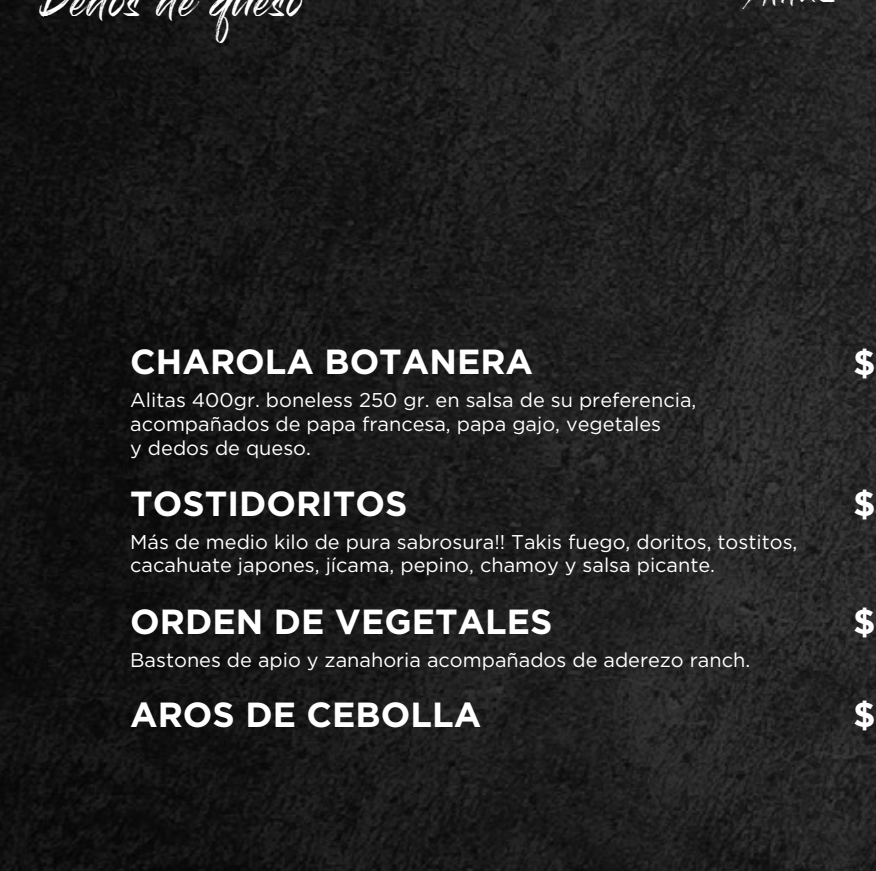 Dedos de queso
CHAROLA BOTANERA $
Alitas 400gr. boneless 250 gr. en salsa de su preferencia,
acompañados de papa francesa, papa gajo, vegetales
y dedos de queso.
TOSTIDORITOS $
Más de medio kilo de pura sabrosura!! Takis fuego, doritos, tostitos,
cacahuate japones, jícama, pepino, chamoy y salsa picante.
ORDEN DE VEGETALES $
Bastones de apio y zanahoria acompañados de aderezo ranch.
AROS DE CEBOLLA $